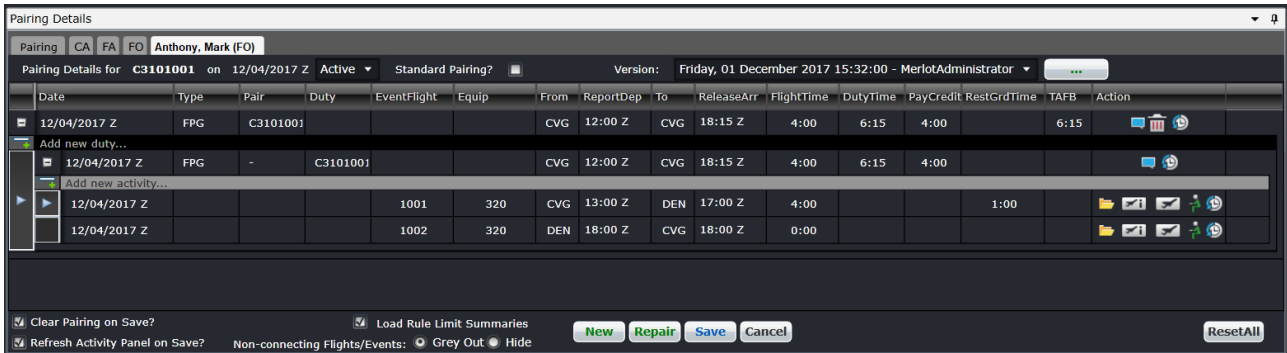 Pairing Details
Pairing CA FA FO Anthony, Mark (FO)
Pairing Details for C3101001 on 12/04/2017 Z Active Standard Pairing? Version: Friday, 01 December 2017 15:32:00 - MerlotAdministrator ...
Date Type Pair Duty EventFlight Equip From ReportDep To ReleaseArr FlightTime DutyTime PayCredit RestGrdTime TAFB Action
12/04/2017 Z FPG C3101001 CVG 12:00 Z CVG 18:15 Z 4:00 6:15 4:00 6:15
Add new duty...
12/04/2017 Z FPG - C3101001 CVG 12:00 Z CVG 18:15 Z 4:00 6:15 4:00
Add new activity...
12/04/2017 Z 1001 320 CVG 13:00 Z DEN 17:00 Z 4:00 1:00
12/04/2017 Z 1002 320 DEN 18:00 Z CVG 18:00 Z 0:00
Clear Pairing on Save? Load Rule Limit Summaries New Repair Save Cancel ResetAll
Refresh Activity Panel on Save? Non-connecting Flights/Events: Grey Out Hide